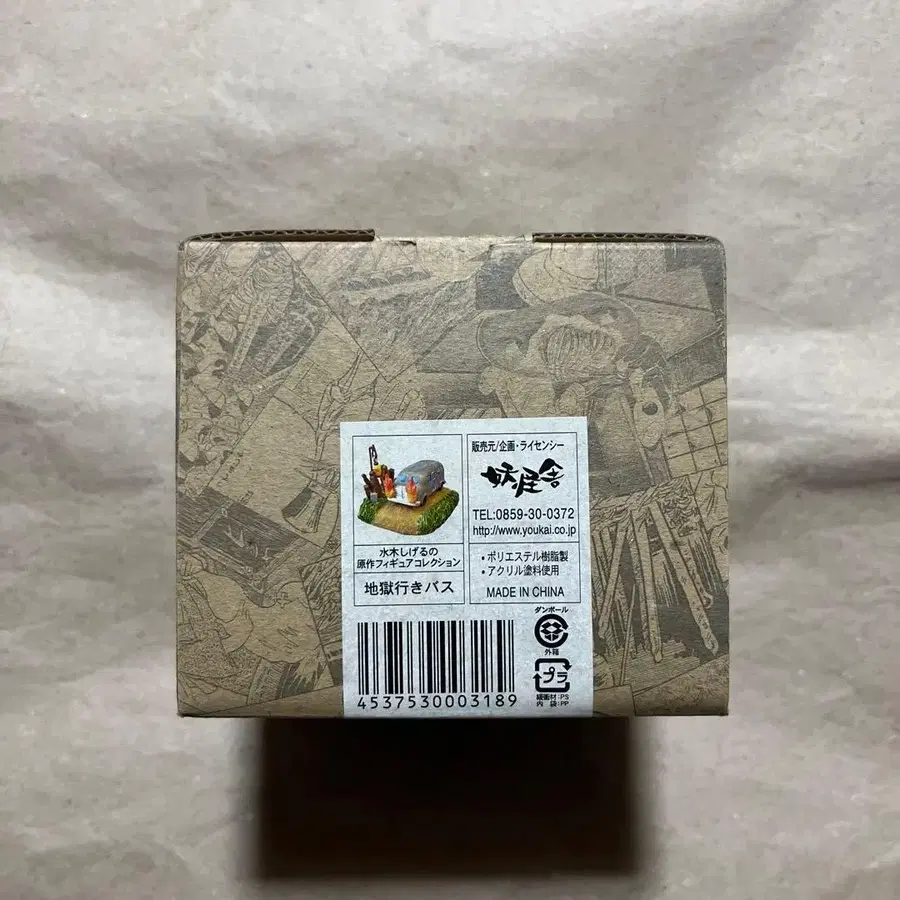 水木しげるの
原作フィギュアコレクション
地獄行きバス
販売元/企画・ライセンシー
妖怪舎
TEL:0859-30-0372
http://www.youkai.co.jp
・ポリエステル樹脂製
・アクリル塗料使用
MADE IN CHINA
4537530003189
ダンボール
外箱
プラ
緩衝材:PS
内 袋:PP